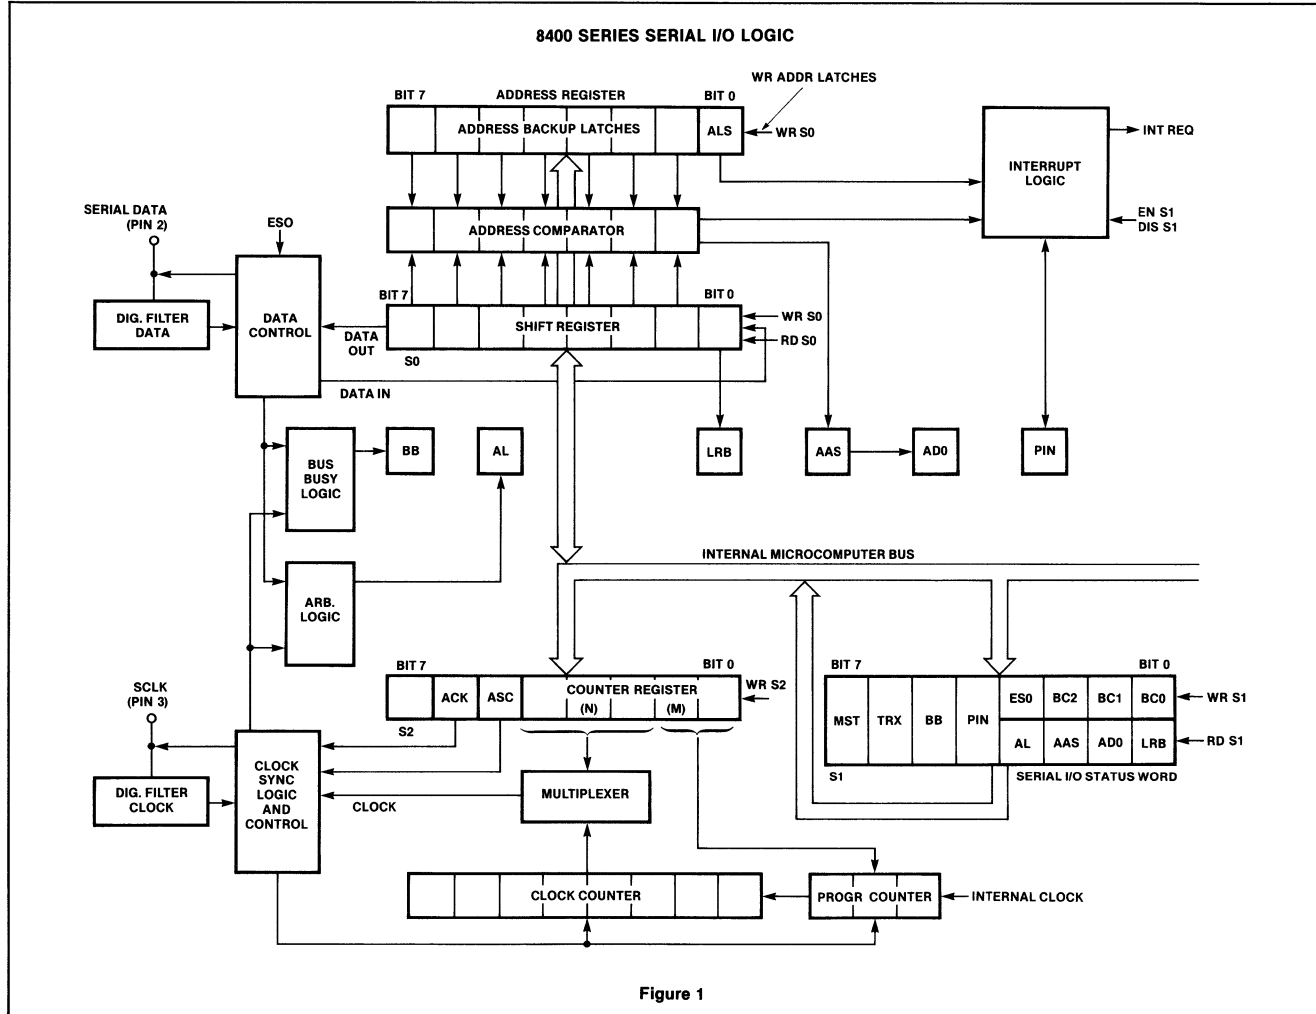 8400 SERIES SERIAL I/O LOGIC
WR ADDR LATCHES
BIT 7
ADDRESS REGISTER
BIT 0
ADDRESS BACKUP LATCHES
ALS
WR S0
INT REQ
INTERRUPT
LOGIC
EN S1
DIS S1
SERIAL DATA
(PIN 2)
ESO
ADDRESS COMPARATOR
BIT 7
BIT 0
DIG. FILTER
DATA
DATA
CONTROL
DATA
OUT
SHIFT REGISTER
WR S0
RD S0
S0
DATA IN
BUS
BUSY
LOGIC
BB
AL
LRB
AAS
AD0
PIN
INTERNAL MICROCOMPUTER BUS
ARB.
LOGIC
SCLK
(PIN 3)
BIT 7
BIT 0
ACK
ASC
COUNTER REGISTER
(N)
(M)
WR S2
S2
BIT 7
BIT 0
MST
TRX
BB
PIN
ES0
BC2
BC1
BC0
WR S1
AL
AAS
AD0
LRB
RD S1
S1
SERIAL I/O STATUS WORD
DIG. FILTER
CLOCK
CLOCK
SYNC
LOGIC
AND
CONTROL
CLOCK
MULTIPLEXER
CLOCK COUNTER
PROGR COUNTER
INTERNAL CLOCK
Figure 1